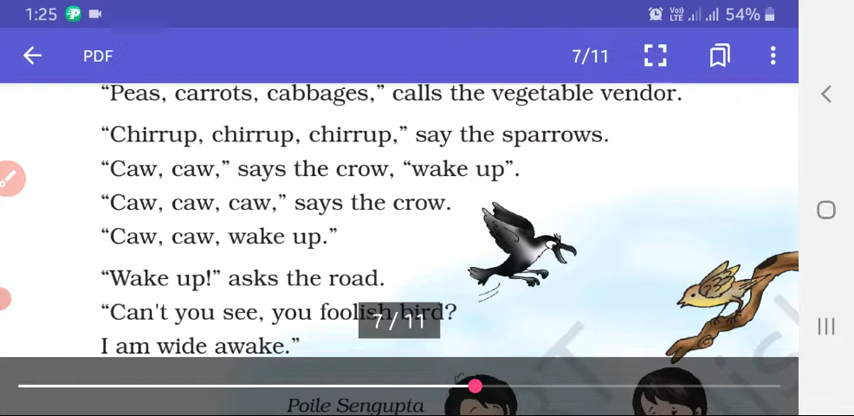 1:25
VoD LTE 54%
PDF
7/11
“Peas, carrots, cabbages,” calls the vegetable vendor.
“Chirrup, chirrup, chirrup,” say the sparrows.
“Caw, caw,” says the crow, “wake up”.
“Caw, caw, caw,” says the crow.
“Caw, caw, wake up.”
“Wake up!” asks the road.
“Can't you see, you foolish bird?
7 / 11
I am wide awake.”
Poile Sengupta